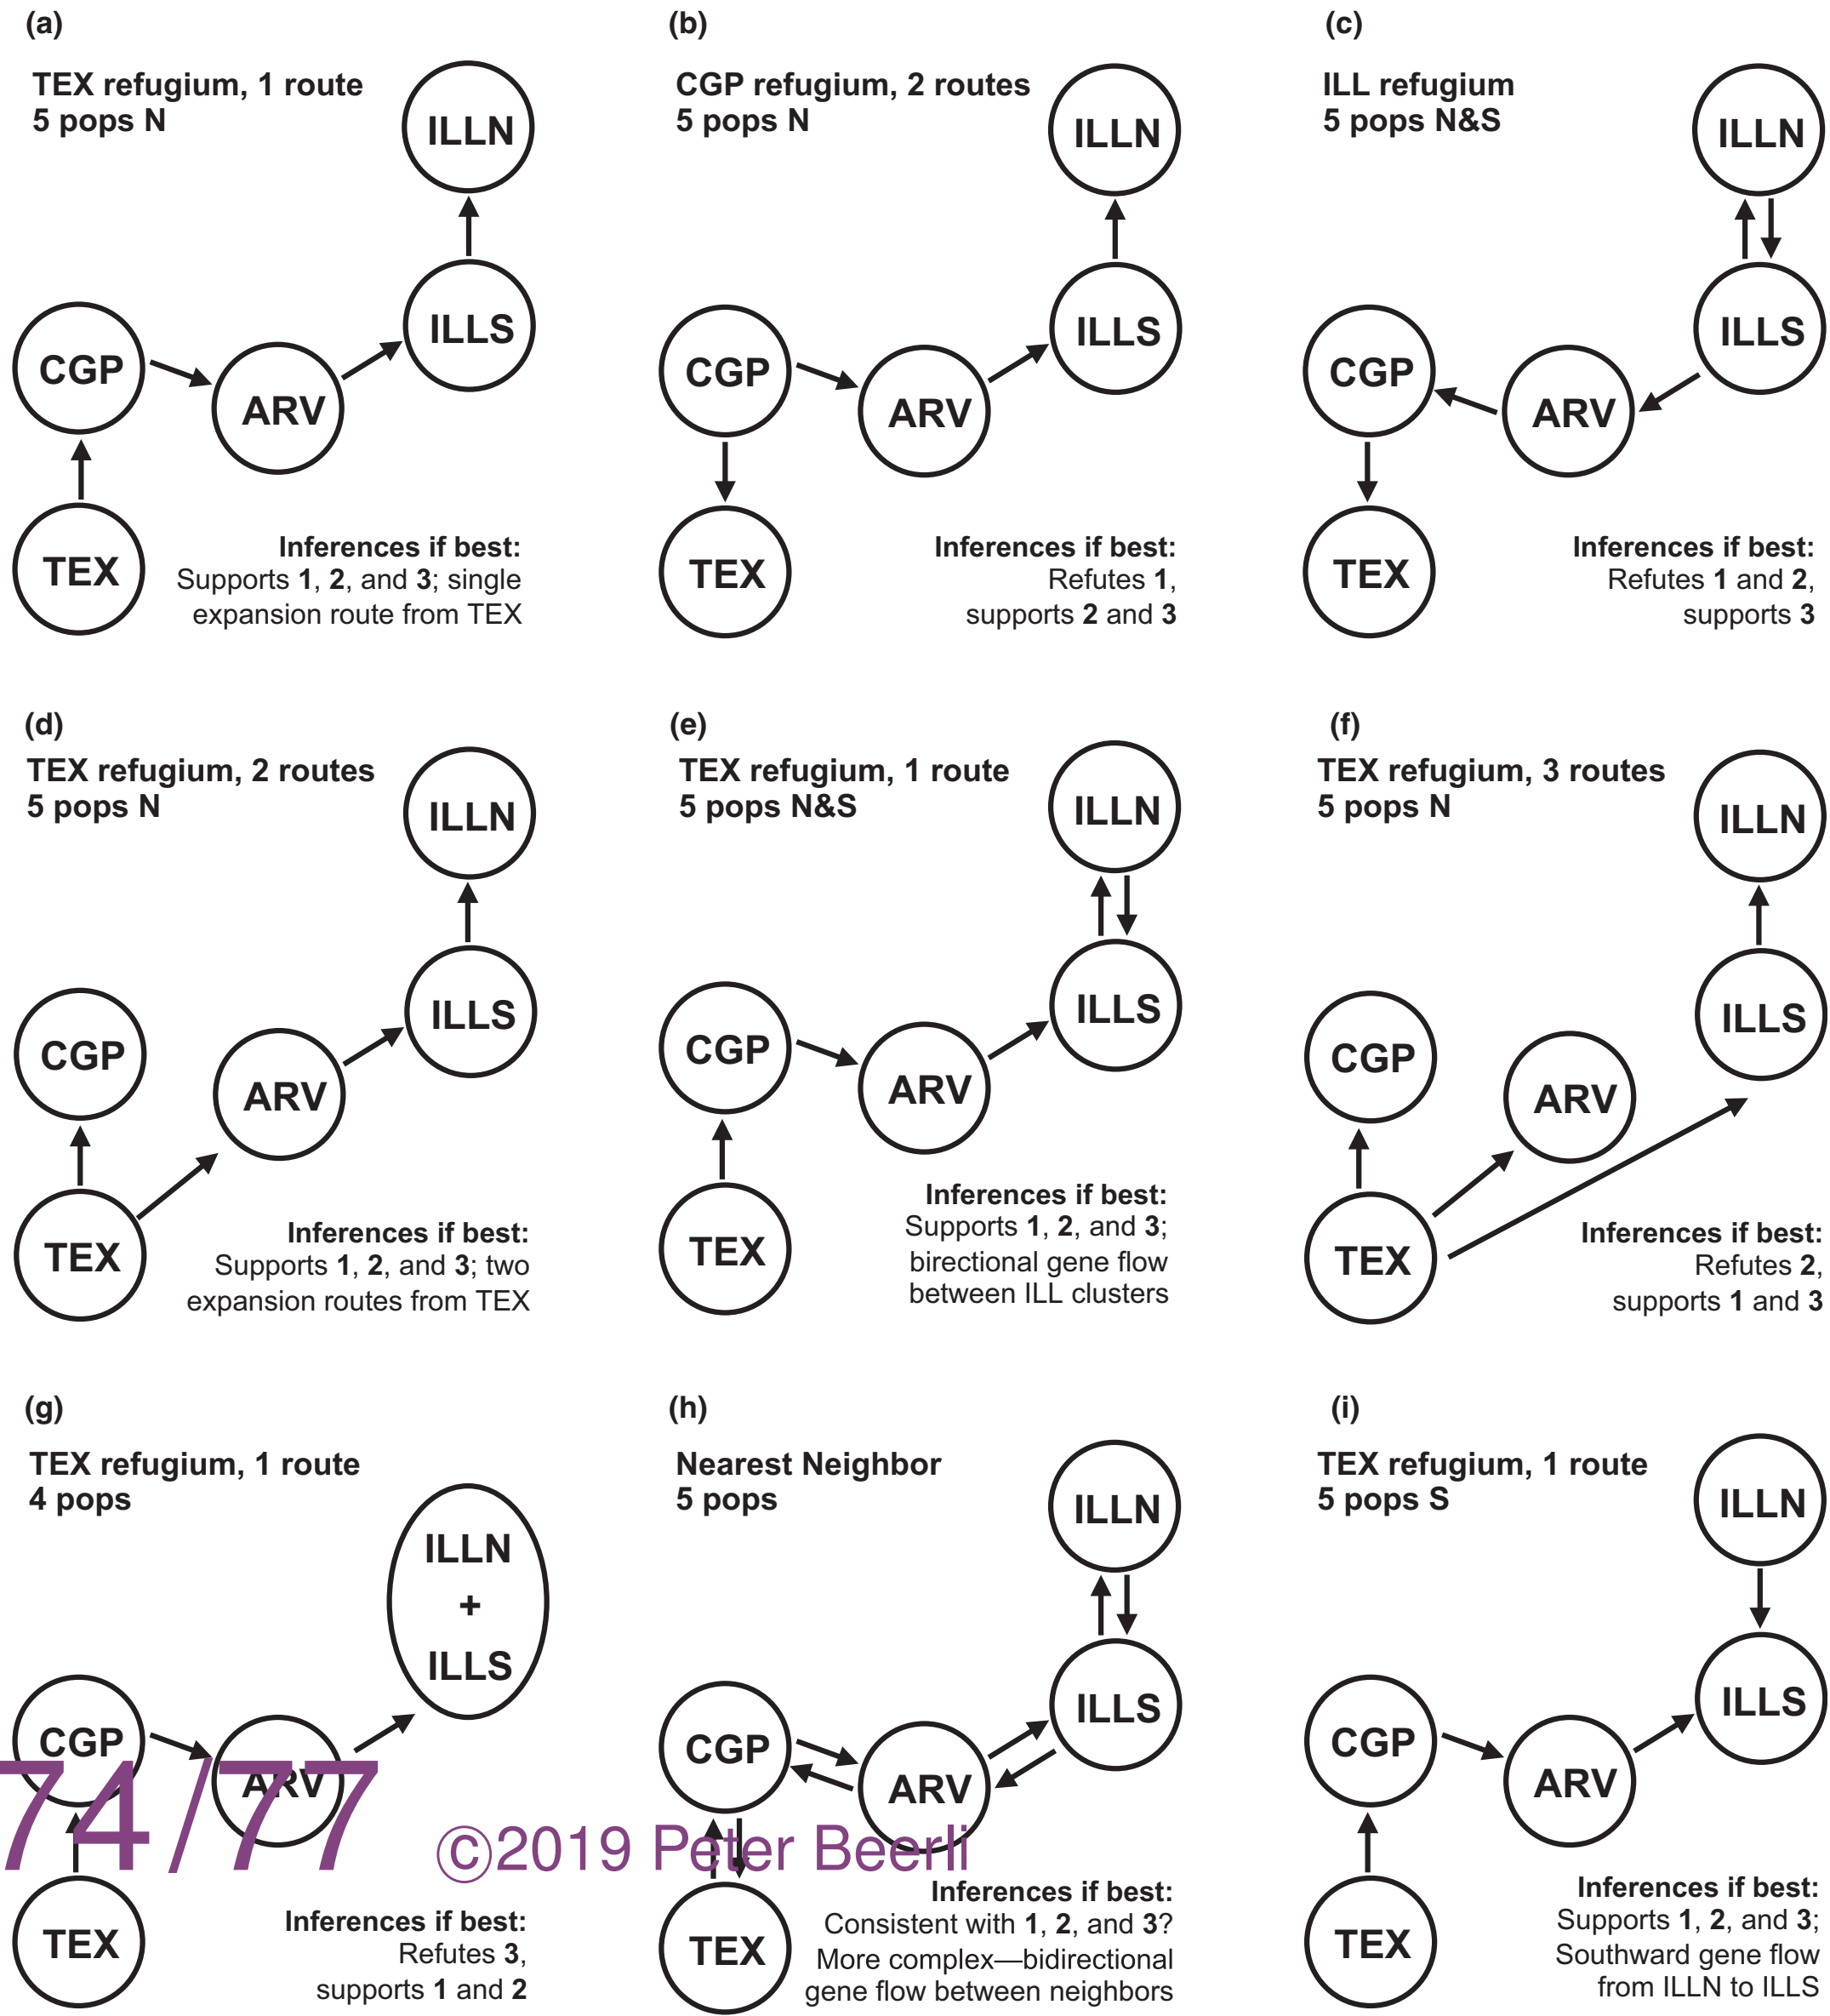 (a)
TEX refugium, 1 route
5 pops N
ILLN
ILLS
CGP
ARV
TEX
Inferences if best:
Supports 1, 2, and 3; single
expansion route from TEX
(b)
CGP refugium, 2 routes
5 pops N
ILLN
ILLS
CGP
ARV
TEX
Inferences if best:
Refutes 1,
supports 2 and 3
(c)
ILL refugium
5 pops N&S
ILLN
ILLS
CGP
ARV
TEX
Inferences if best:
Refutes 1 and 2,
supports 3
(d)
TEX refugium, 2 routes
5 pops N
ILLN
ILLS
CGP
ARV
TEX
Inferences if best:
Supports 1, 2, and 3; two
expansion routes from TEX
(e)
TEX refugium, 1 route
5 pops N&S
ILLN
ILLS
CGP
ARV
TEX
Inferences if best:
Supports 1, 2, and 3;
birectional gene flow
between ILL clusters
(f)
TEX refugium, 3 routes
5 pops N
ILLN
ILLS
CGP
ARV
TEX
Inferences if best:
Refutes 2,
supports 1 and 3
(g)
TEX refugium, 1 route
4 pops
ILLN
+
ILLS
CGP
ARV
TEX
Inferences if best:
Refutes 3,
supports 1 and 2
(h)
Nearest Neighbor
5 pops
ILLN
ILLS
CGP
ARV
TEX
Inferences if best:
Consistent with 1, 2, and 3?
More complex—bidirectional
gene flow between neighbors
(i)
TEX refugium, 1 route
5 pops S
ILLN
ILLS
CGP
ARV
TEX
Inferences if best:
Supports 1, 2, and 3;
Southward gene flow
from ILLN to ILLS
74/77
©2019 Peter Beerli